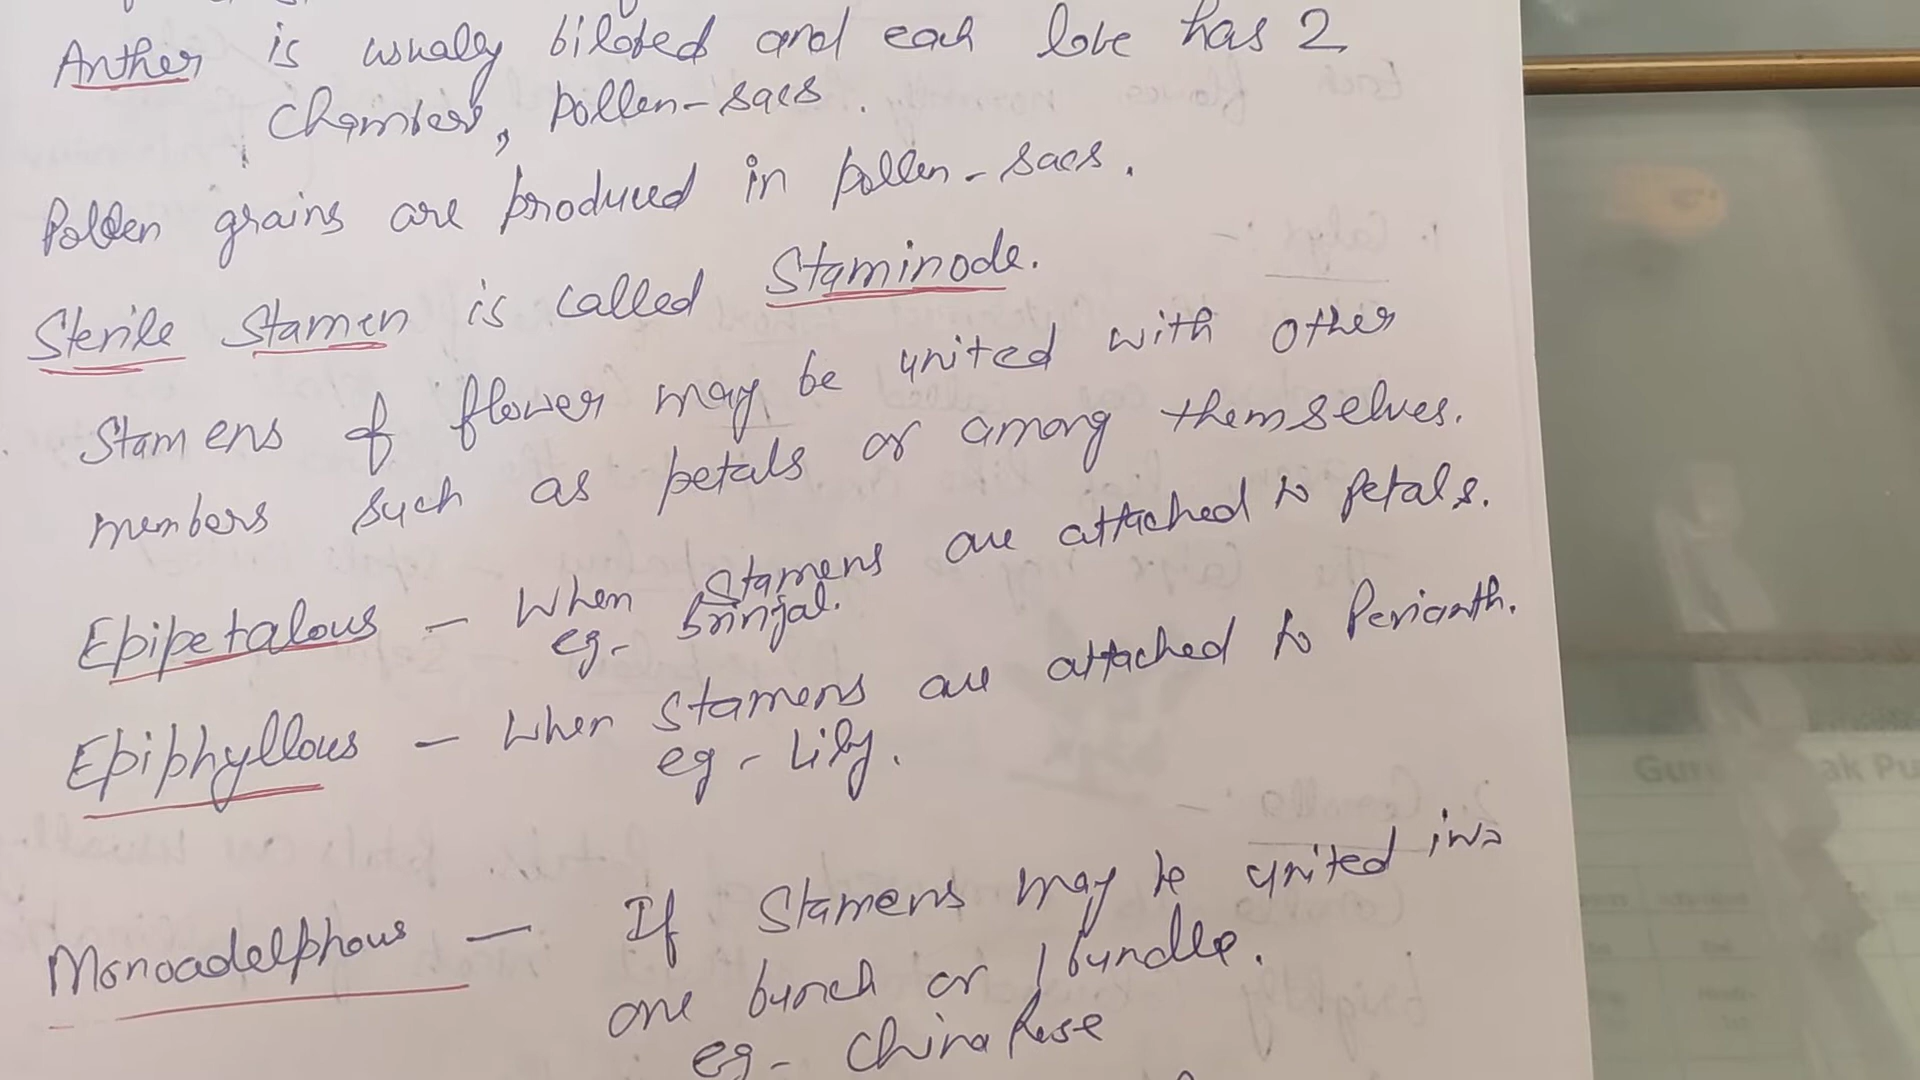 Anther is usually bilobed and each lobe has 2
Chambers, pollen-sacs.
Pollen grains are produced in pollen-sacs.
Sterile Stamen is called Staminode.
Stamens of flower may be united with other
members such as petals or among themselves.
Epipetalous - When stamens are attached to petals.
eg- brinjal.
Epiphyllous - When stamens are attached to Perianth.
eg - Lily.
Monoadelphous - If Stamens may be united into
one bunch or 1 bundle.
eg- China Rose